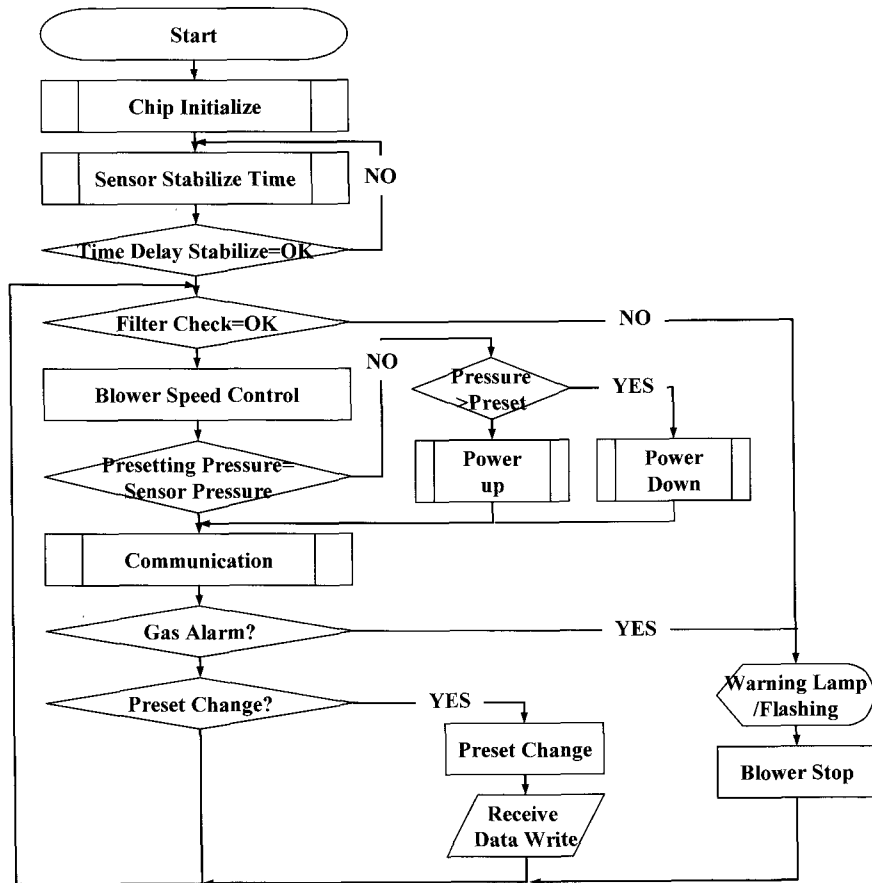 Start
Chip Initialize
Sensor Stabilize Time
NO
Time Delay Stabilize=OK
Filter Check=OK
NO
NO
Blower Speed Control
Pressure
>Preset
YES
Presetting Pressure=
Sensor Pressure
Power
up
Power
Down
Communication
Gas Alarm?
YES
Preset Change?
YES
Warning Lamp
/Flashing
Preset Change
Blower Stop
Receive
Data Write